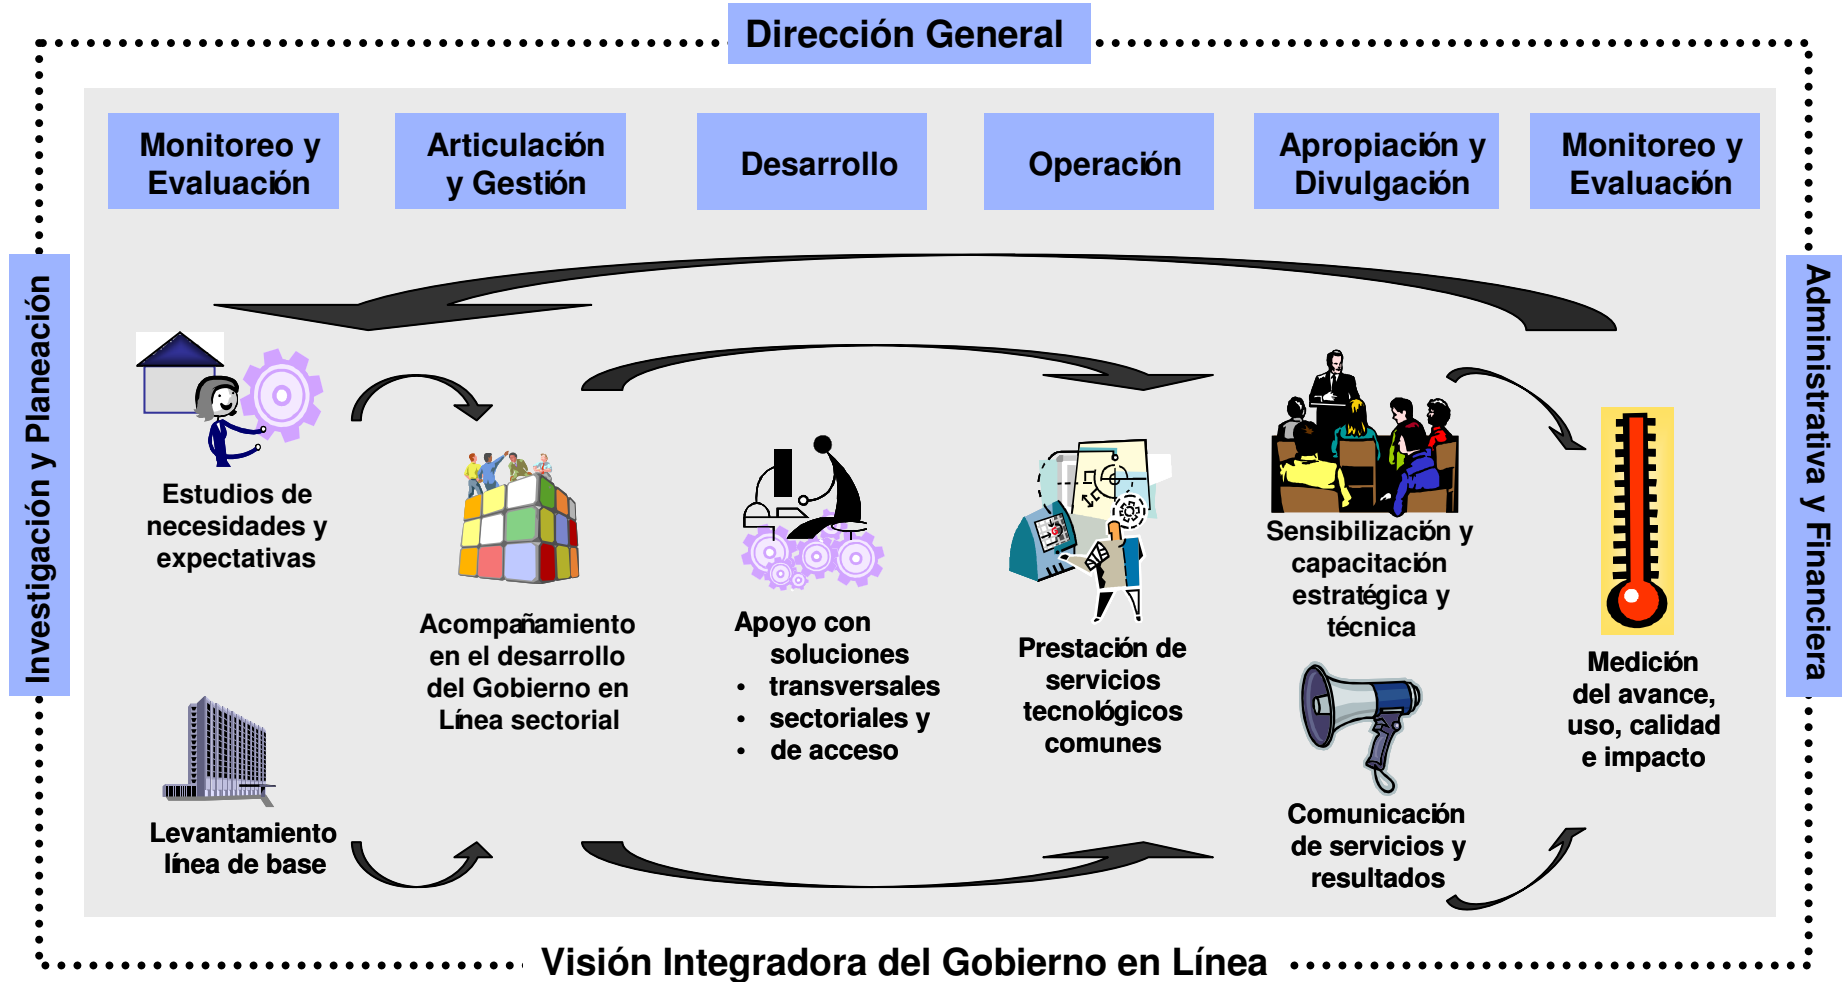 Dirección General
Monitoreo y
Evaluación
Articulación
y Gestión
Desarrollo
Operación
Apropiación y
Divulgación
Monitoreo y
Evaluación
Investigación y Planeación
Administrativa y Financiera
Estudios de
necesidades y
expectativas
Levantamiento
línea de base
Acompañamiento
en el desarrollo
del Gobierno en
Línea sectorial
Apoyo con
soluciones
• transversales
• sectoriales y
• de acceso
Prestación de
servicios
tecnológicos
comunes
Sensibilización y
capacitación
estratégica y
técnica
Comunicación
de servicios y
resultados
Medición
del avance,
uso, calidad
e impacto
Visión Integradora del Gobierno en Línea